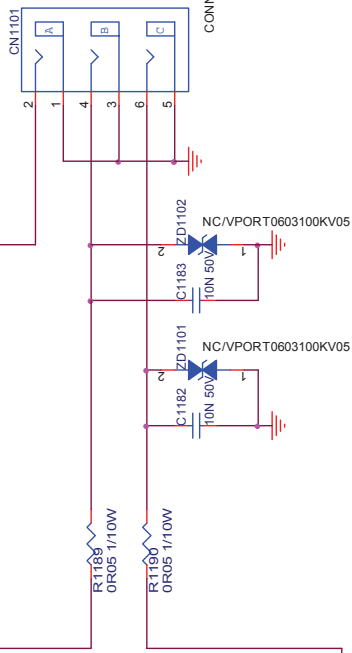 CN1101
CONN
A
B
C
2
1
4
3
6
5
ZD1102
NC/VPORT0603100KV05
2
1
C1183
10N 50V
ZD1101
NC/VPORT0603100KV05
2
1
C1182
10N 50V
R1189
0R05 1/10W
R1190
0R05 1/10W